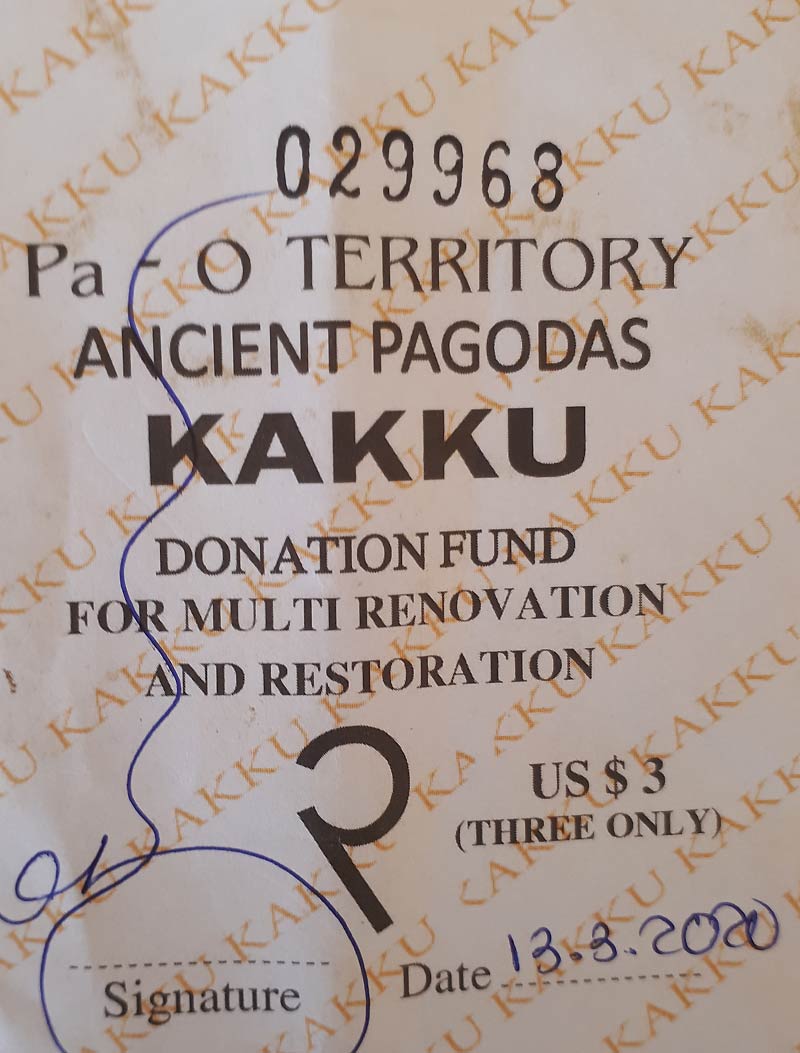 029968
Pa - O TERRITORY
ANCIENT PAGODAS
KAKKU
DONATION FUND
FOR MULTI RENOVATION
AND RESTORATION
၃
US $ 3
(THREE ONLY)
Signature
Date 13.3.2020